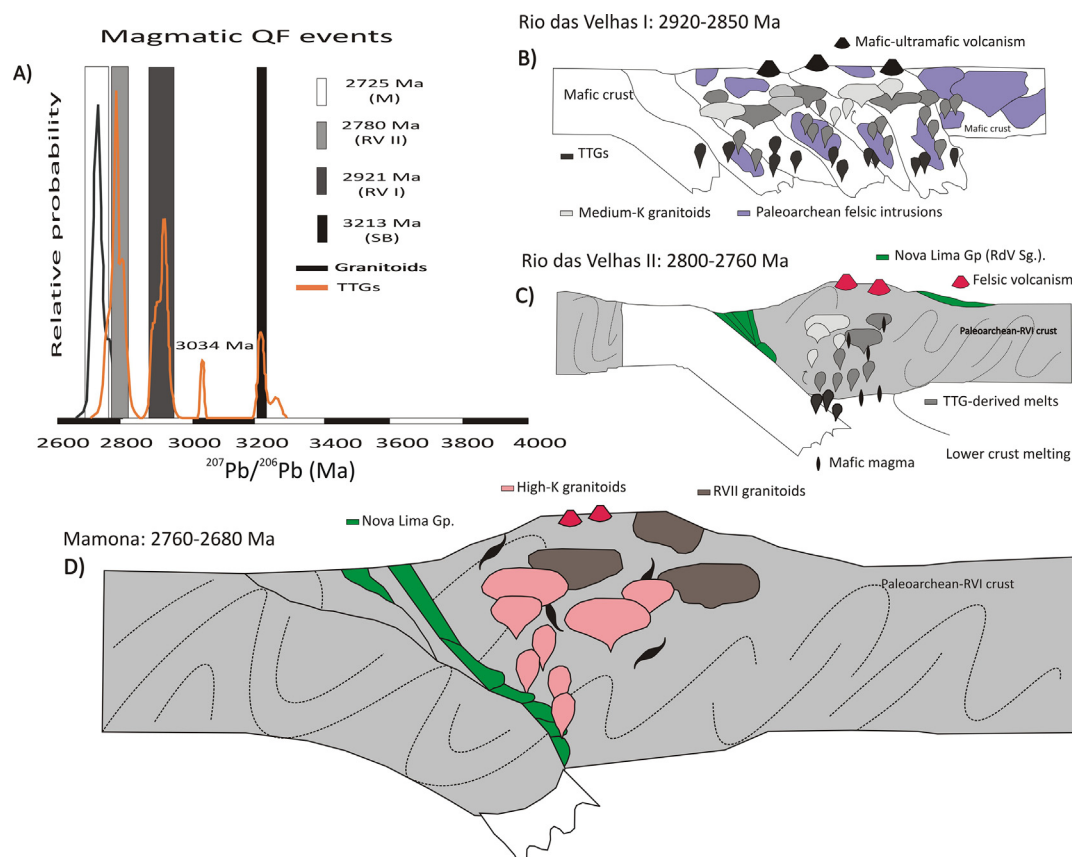 Magmatic QF events
A)
Relative probability
2725 Ma
(M)
2780 Ma
(RV II)
2921 Ma
(RV I)
3213 Ma
(SB)
Granitoids
TTGs
3034 Ma
2600 2800 3000 3200 3400 3600 3800 4000
207Pb/206Pb (Ma)
Rio das Velhas I: 2920-2850 Ma
B)
Mafic-ultramafic volcanism
Mafic crust
Mafic crust
TTGs
Medium-K granitoids
Paleoarchean felsic intrusions
Rio das Velhas II: 2800-2760 Ma
Nova Lima Gp (RdV Sg.).
C)
Felsic volcanism
Paleoarchean-RVI crust
TTG-derived melts
Lower crust melting
Mafic magma
High-K granitoids
RVII granitoids
Nova Lima Gp.
Mamona: 2760-2680 Ma
D)
Paleoarchean-RVI crust